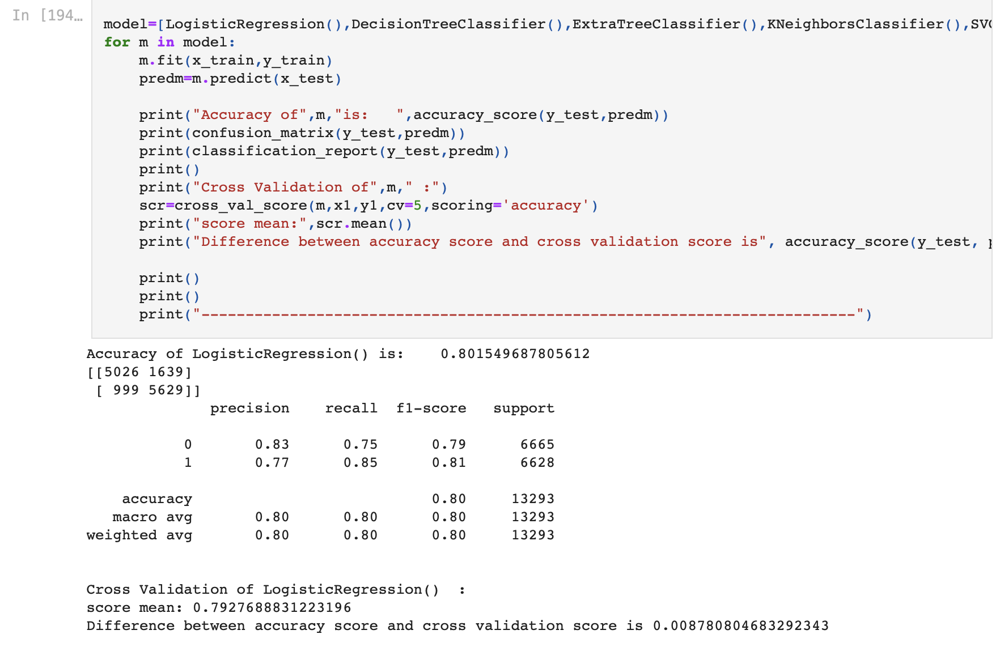 In [194…
model=[LogisticRegression(),DecisionTreeClassifier(),ExtraTreeClassifier(),KNeighborsClassifier(),SV
for m in model:
    m.fit(x_train,y_train)
    predm=m.predict(x_test)
    print("Accuracy of",m,"is:   ",accuracy_score(y_test,predm))
    print(confusion_matrix(y_test,predm))
    print(classification_report(y_test,predm))
    print()
    print("Cross Validation of",m," :")
    scr=cross_val_score(m,x1,y1,cv=5,scoring='accuracy')
    print("score mean:",scr.mean())
    print("Difference between accuracy score and cross validation score is", accuracy_score(y_test,
    print()
    print()
    print("--------------------------------------------------------------------------")
Accuracy of LogisticRegression() is:    0.801549687805612
[[5026 1639]
 [ 999 5629]]
              precision    recall  f1-score   support
           0       0.83      0.75      0.79      6665
           1       0.77      0.85      0.81      6628
    accuracy                           0.80     13293
   macro avg       0.80      0.80      0.80     13293
weighted avg       0.80      0.80      0.80     13293
Cross Validation of LogisticRegression()  :
score mean: 0.7927688831223196
Difference between accuracy score and cross validation score is 0.008780804683292343